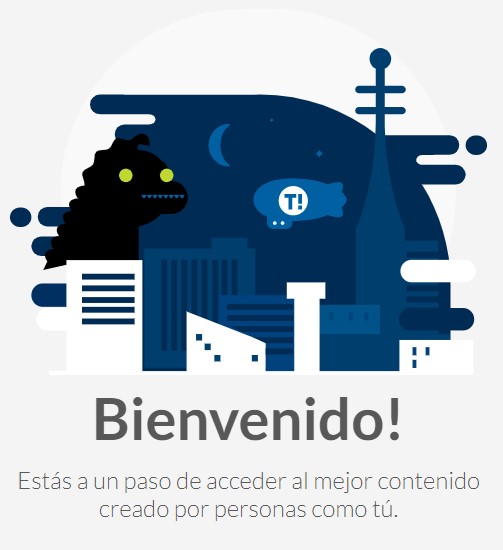 T!
Bienvenido!
Estás a un paso de acceder al mejor contenido
creado por personas como tú.